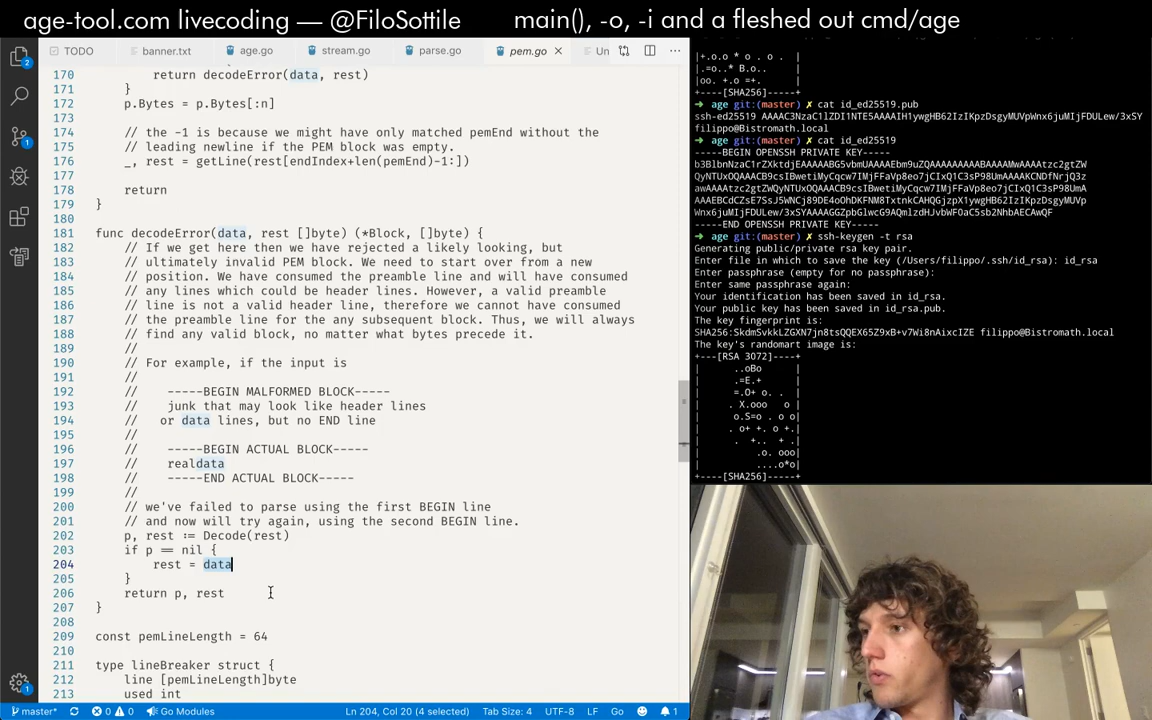 age-tool.com livecoding — @FiloSottile main(), -o, -i and a fleshed out cmd/age
TODO banner.txt age.go stream.go parse.go pem.go Un
170 return decodeError(data, rest)
171 }
172 p.Bytes = p.Bytes[:n]
173
174 // the -1 is because we might have only matched pemEnd without the
175 // leading newline if the PEM block was empty.
176 _, rest = getLine(rest[endIndex+len(pemEnd)-1:])
177
178 return
179 }
180
181 func decodeError(data, rest []byte) (*Block, []byte) {
182 // If we get here then we have rejected a likely looking, but
183 // ultimately invalid PEM block. We need to start over from a new
184 // position. We have consumed the preamble line and will have consumed
185 // any lines which could be header lines. However, a valid preamble
186 // line is not a valid header line, therefore we cannot have consumed
187 // the preamble line for the any subsequent block. Thus, we will always
188 // find any valid block, no matter what bytes precede it.
189 //
190 // For example, if the input is
191 //
192 // -----BEGIN MALFORMED BLOCK-----
193 // junk that may look like header lines
194 // or data lines, but no END line
195 //
196 // -----BEGIN ACTUAL BLOCK-----
197 // realdata
198 // -----END ACTUAL BLOCK-----
199 //
200 // we've failed to parse using the first BEGIN line
201 // and now will try again, using the second BEGIN line.
202 p, rest := Decode(rest)
203 if p == nil {
204 rest = data
205 }
206 return p, rest
207 }
208
209 const pemLineLength = 64
210
211 type lineBreaker struct {
212 line [pemLineLength]byte
213 used int
master* 0 0 Go Modules Ln 204, Col 20 (4 selected) Tab Size: 4 UTF-8 LF Go 1
|+.o.o * o . o . |
|.=o..* B.o.. |
|oo. +.o =+. |
+----[SHA256]-----+
➜ age git:(master) ✗ cat id_ed25519.pub
filippo@Bistromath.local
➜ age git:(master) ✗ cat id_ed25519
-----BEGIN OPENSSH PRIVATE KEY-----
-----END OPENSSH PRIVATE KEY-----
➜ age git:(master) ✗ ssh-keygen -t rsa
Generating public/private rsa key pair.
Enter file in which to save the key (/Users/filippo/.ssh/id_rsa): id_rsa
Enter passphrase (empty for no passphrase):
Enter same passphrase again:
Your identification has been saved in id_rsa.
Your public key has been saved in id_rsa.pub.
The key fingerprint is:
SHA256:SkdmSvkkLZGXN7jn8tsQQEX65Z9xB+v7Wi8nAixcIZE filippo@Bistromath.local
The key's randomart image is:
+---[RSA 3072]----+
| ..oBo |
| .=E.+ |
| =.O+ o. . |
| . X.ooo o |
| o.S=o . o o|
| . o+ + . o +.|
| . +.. + .|
| .o. ooo|
| ....o*o|
+----[SHA256]-----+